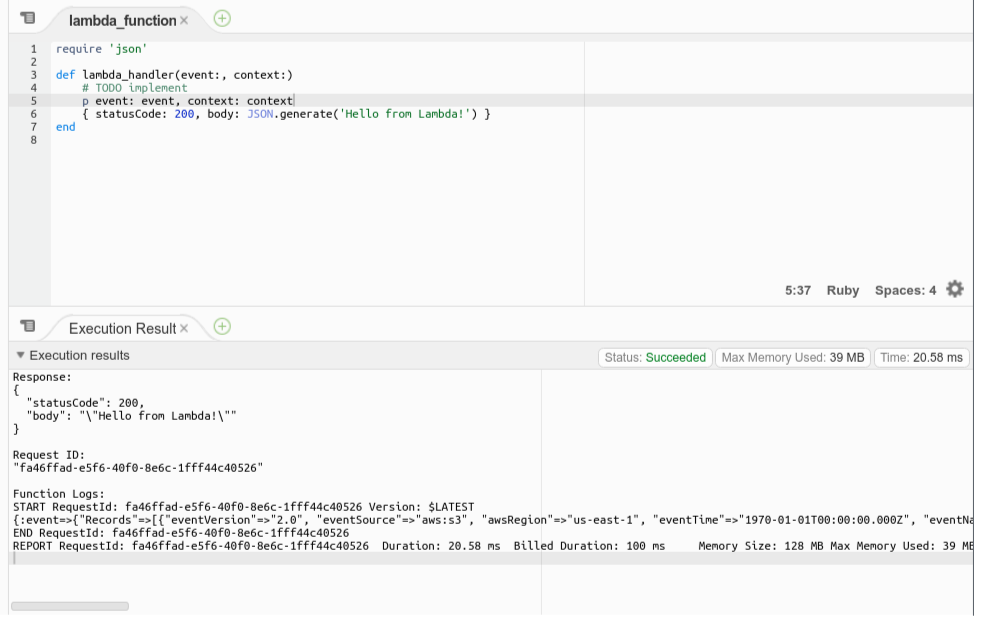 lambda_function ×
1 require 'json'
2
3 def lambda_handler(event:, context:)
4     # TODO implement
5     p event: event, context: context
6     { statusCode: 200, body: JSON.generate('Hello from Lambda!') }
7 end
8
5:37 Ruby Spaces: 4
Execution Result ×
Execution results Status: Succeeded Max Memory Used: 39 MB Time: 20.58 ms
Response:
{
  "statusCode": 200,
  "body": "\"Hello from Lambda!\""
}
Request ID:
"fa46ffad-e5f6-40f0-8e6c-1fff44c40526"
Function Logs:
START RequestId: fa46ffad-e5f6-40f0-8e6c-1fff44c40526 Version: $LATEST
{:event=>{"Records"=>[{"eventVersion"=>"2.0", "eventSource"=>"aws:s3", "awsRegion"=>"us-east-1", "eventTime"=>"1970-01-01T00:00:00.000Z", "eventNa
END RequestId: fa46ffad-e5f6-40f0-8e6c-1fff44c40526
REPORT RequestId: fa46ffad-e5f6-40f0-8e6c-1fff44c40526  Duration: 20.58 ms  Billed Duration: 100 ms     Memory Size: 128 MB Max Memory Used: 39 MB